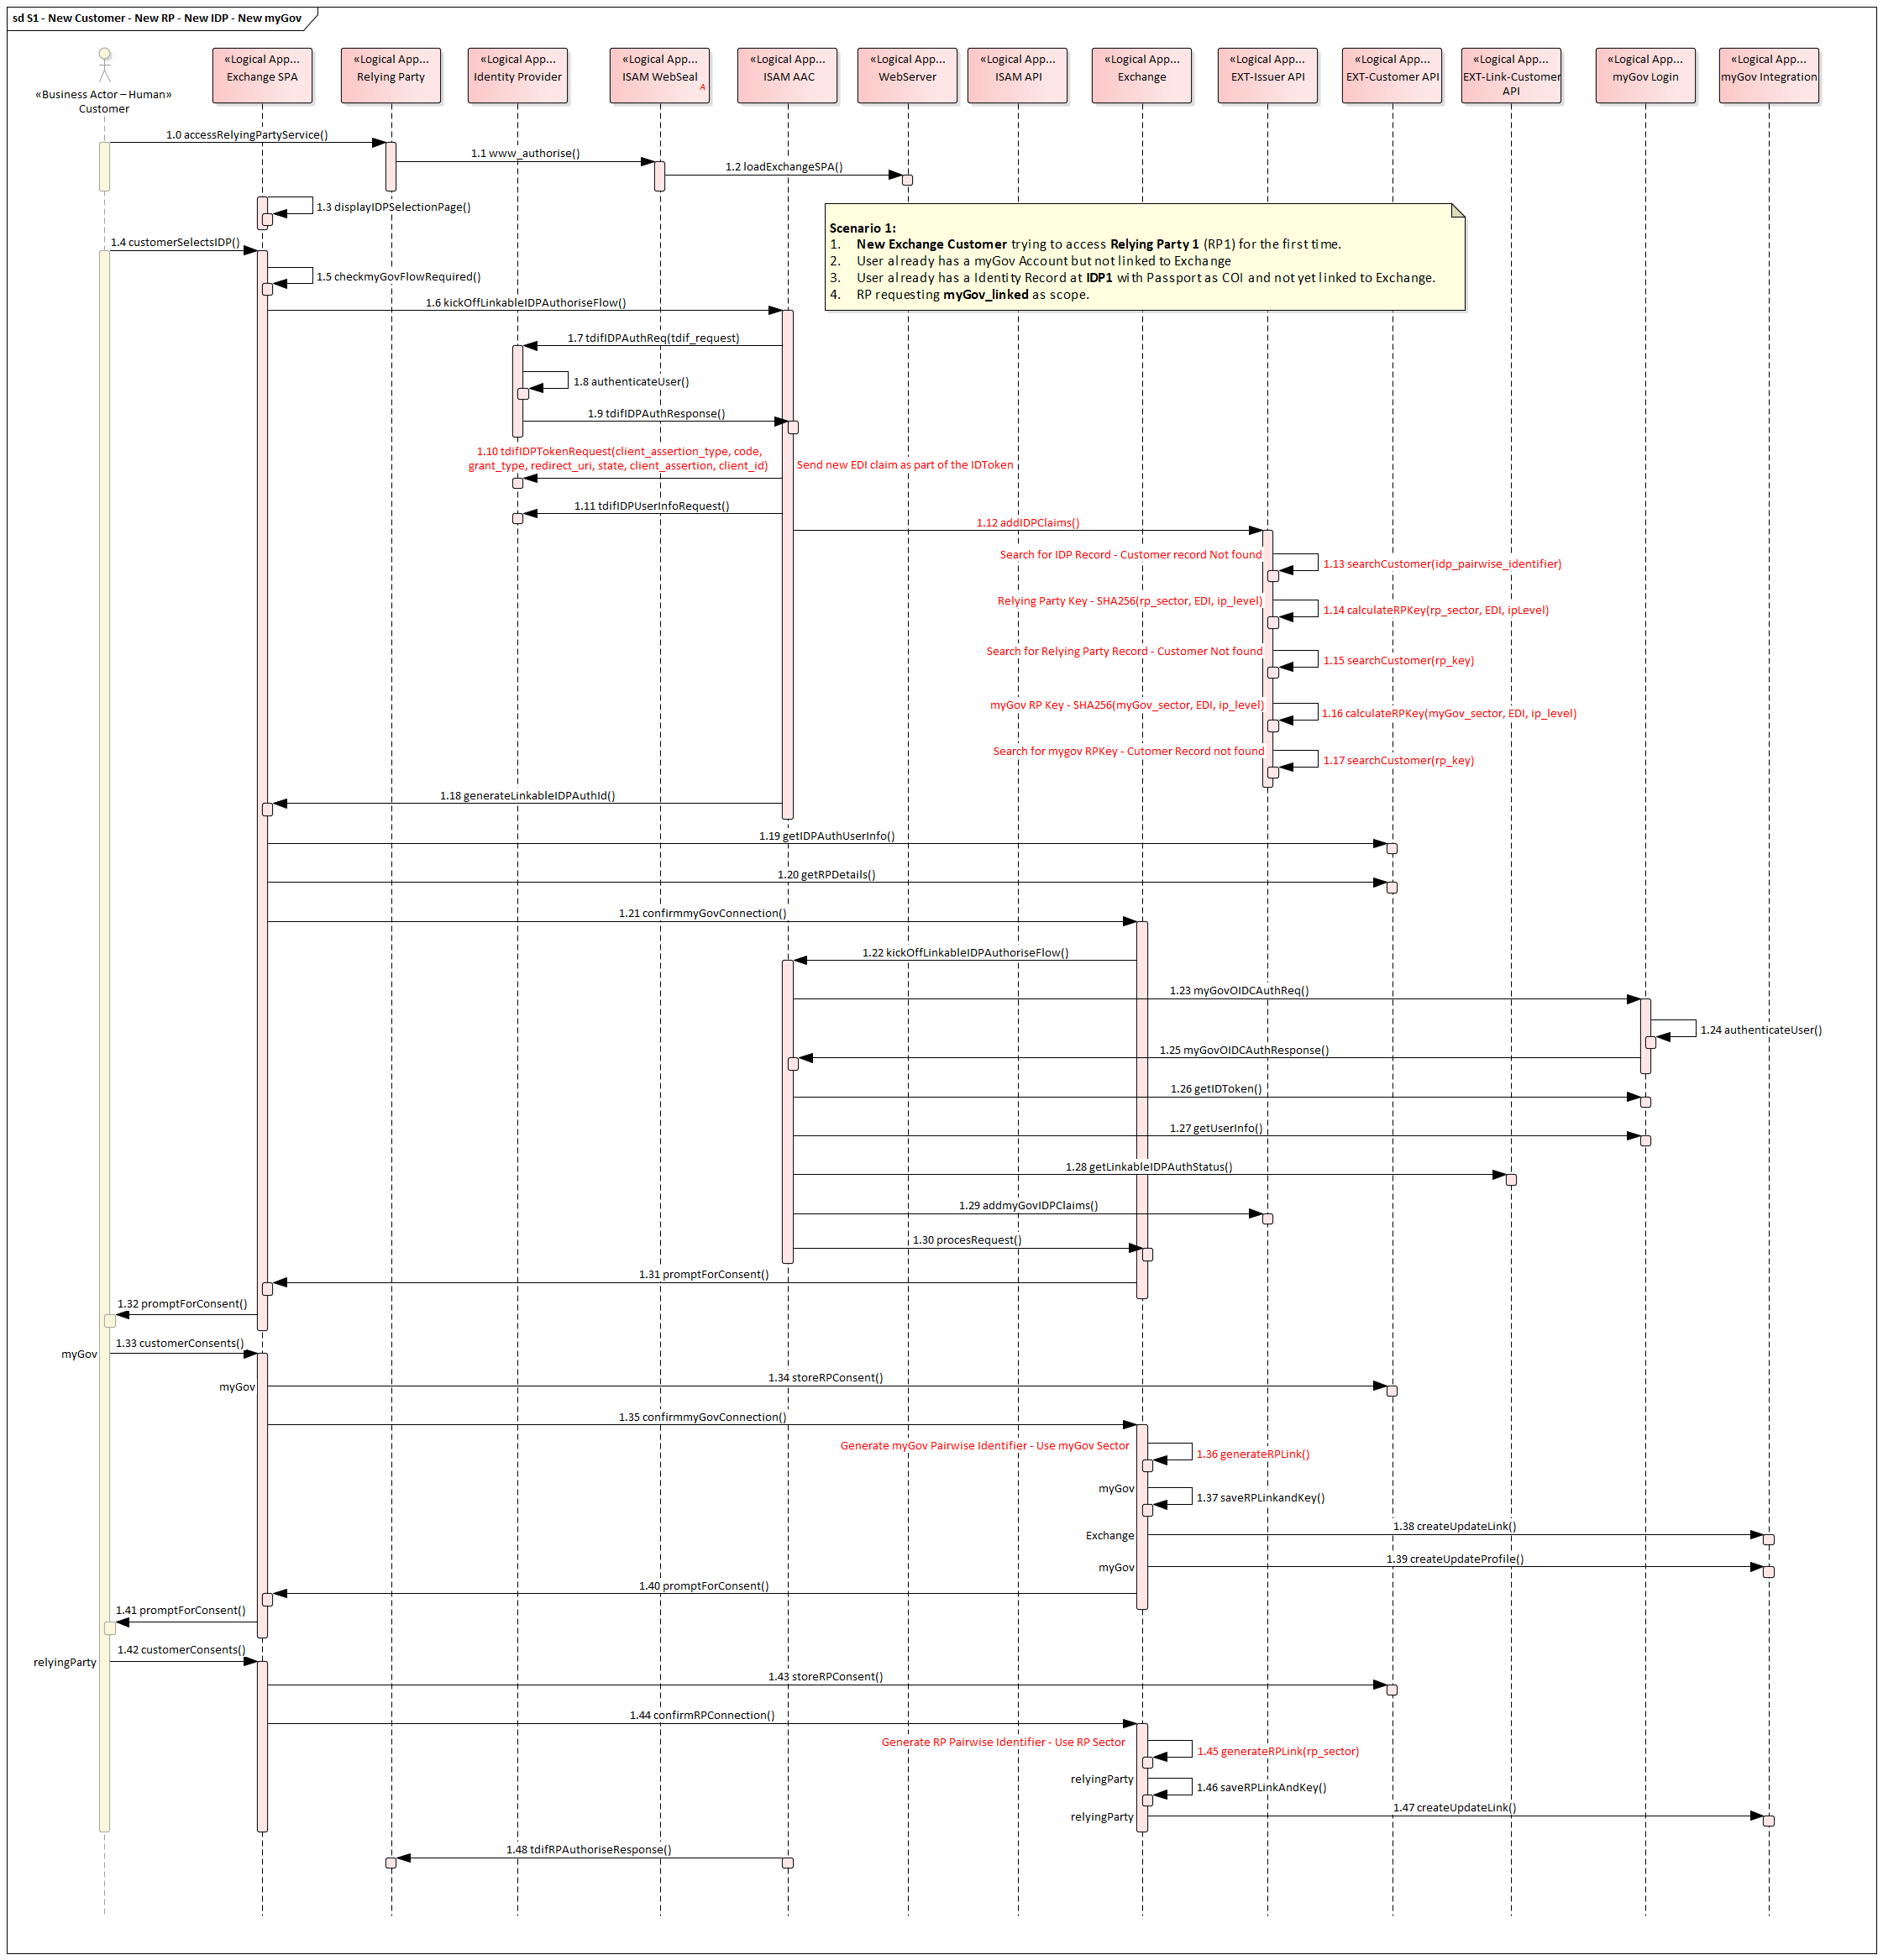 sd S1 - New Customer - New RP - New IDP - New myGov
«Business Actor – Human»
Customer
«Logical App...
Exchange SPA
«Logical App...
Relying Party
«Logical App...
Identity Provider
«Logical App...
ISAM WebSeal
A
«Logical App...
ISAM AAC
«Logical App...
WebServer
«Logical App...
ISAM API
«Logical App...
Exchange
«Logical App...
EXT-Issuer API
«Logical App...
EXT-Customer API
«Logical App...
EXT-Link-Customer
API
«Logical App...
myGov Login
«Logical App...
myGov Integration
1.0 accessRelyingPartyService()
1.1 www_authorise()
1.2 loadExchangeSPA()
1.3 displayIDPSelectionPage()
Scenario 1:
1. New Exchange Customer trying to access Relying Party 1 (RP1) for the first time.
2. User already has a myGov Account but not linked to Exchange
3. User already has a Identity Record at IDP1 with Passport as COI and not yet linked to Exchange.
4. RP requesting myGov_linked as scope.
1.4 customerSelectsIDP()
1.5 checkmyGovFlowRequired()
1.6 kickOffLinkableIDPAuthoriseFlow()
1.7 tdifIDPAuthReq(tdif_request)
1.8 authenticateUser()
1.9 tdifIDPAuthResponse()
1.10 tdifIDPTokenRequest(client_assertion_type, code,
grant_type, redirect_uri, state, client_assertion, client_id)
Send new EDI claim as part of the IDToken
1.11 tdifIDPUserInfoRequest()
1.12 addIDPClaims()
Search for IDP Record - Customer record Not found
1.13 searchCustomer(idp_pairwise_identifier)
Relying Party Key - SHA256(rp_sector, EDI, ip_level)
1.14 calculateRPKey(rp_sector, EDI, ipLevel)
Search for Relying Party Record - Customer Not found
1.15 searchCustomer(rp_key)
myGov RP Key - SHA256(myGov_sector, EDI, ip_level)
1.16 calculateRPKey(myGov_sector, EDI, ip_level)
Search for mygov RPKey - Cutomer Record not found
1.17 searchCustomer(rp_key)
1.18 generateLinkableIDPAuthId()
1.19 getIDPAuthUserInfo()
1.20 getRPDetails()
1.21 confirmmyGovConnection()
1.22 kickOffLinkableIDPAuthoriseFlow()
1.23 myGovOIDCAuthReq()
1.24 authenticateUser()
1.25 myGovOIDCAuthResponse()
1.26 getIDToken()
1.27 getUserInfo()
1.28 getLinkableIDPAuthStatus()
1.29 addmyGovIDPClaims()
1.30 procesRequest()
1.31 promptForConsent()
1.32 promptForConsent()
1.33 customerConsents()
myGov
1.34 storeRPConsent()
myGov
1.35 confirmmyGovConnection()
Generate myGov Pairwise Identifier - Use myGov Sector
1.36 generateRPLink()
myGov
1.37 saveRPLinkandKey()
Exchange
1.38 createUpdateLink()
myGov
1.39 createUpdateProfile()
1.40 promptForConsent()
1.41 promptForConsent()
1.42 customerConsents()
relyingParty
1.43 storeRPConsent()
1.44 confirmRPConnection()
Generate RP Pairwise Identifier - Use RP Sector
1.45 generateRPLink(rp_sector)
relyingParty
1.46 saveRPLinkAndKey()
relyingParty
1.47 createUpdateLink()
1.48 tdifRPAuthoriseResponse()